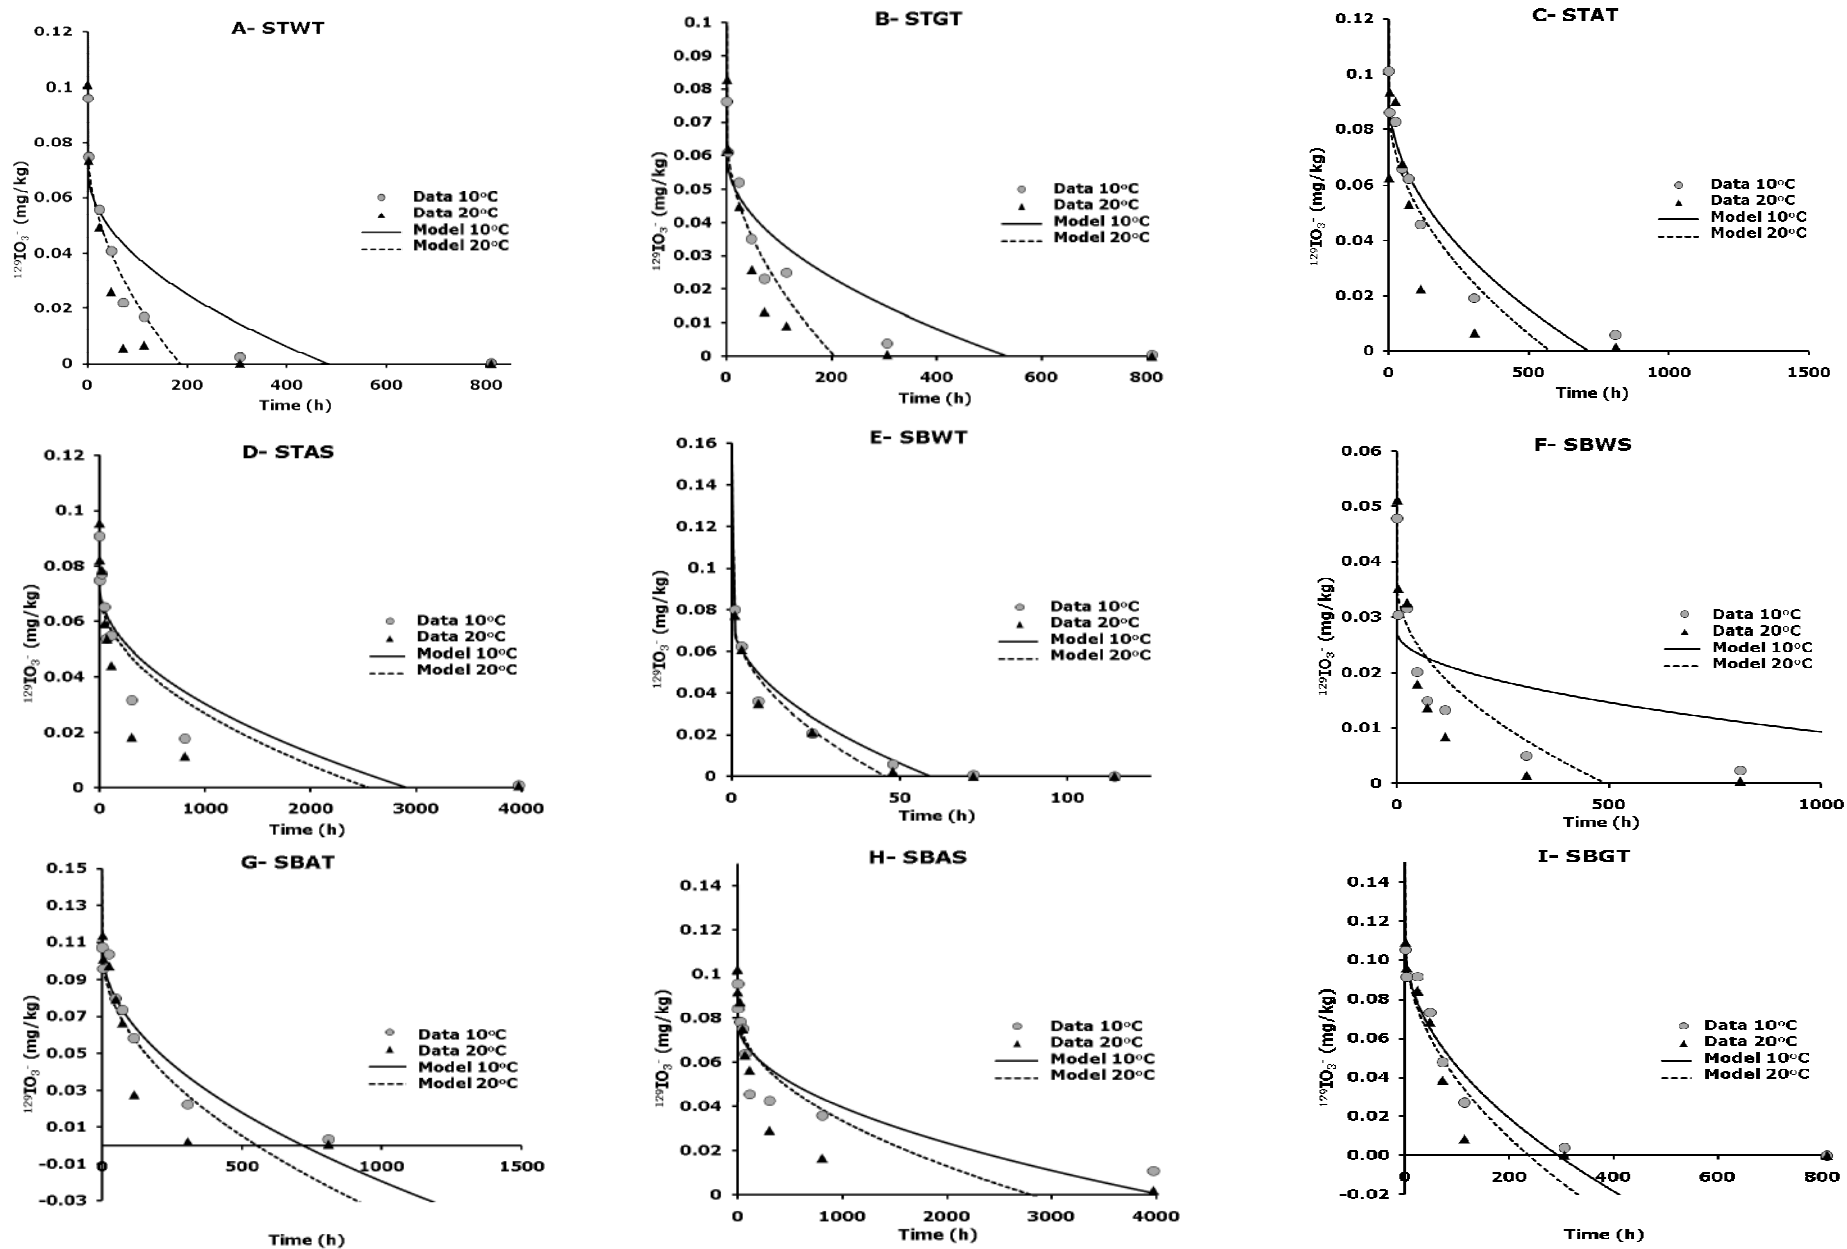 A- STWT
0.12
0.1
0.08
0.06
0.04
0.02
0
0 200 400 600 800
Time (h)
¹²⁹IO₃⁻ (mg/kg)
Data 10°C
Data 20°C
Model 10°C
Model 20°C
B- STGT
0.1
0.09
0.08
0.07
0.06
0.05
0.04
0.03
0.02
0.01
0
0 200 400 600 800
Time (h)
¹²⁹IO₃⁻ (mg/kg)
Data 10°C
Data 20°C
Model 10°C
Model 20°C
C- STAT
0.12
0.1
0.08
0.06
0.04
0.02
0
0 500 1000 1500
Time (h)
¹²⁹IO₃⁻ (mg/kg)
Data 10°C
Data 20°C
Model 10°C
Model 20°C
D- STAS
0.12
0.1
0.08
0.06
0.04
0.02
0
0 1000 2000 3000 4000
Time (h)
¹²⁹IO₃⁻ (mg/kg)
Data 10°C
Data 20°C
Model 10°C
Model 20°C
E- SBWT
0.16
0.14
0.12
0.1
0.08
0.06
0.04
0.02
0
0 50 100
Time (h)
¹²⁹IO₃⁻ (mg/kg)
Data 10°C
Data 20°C
Model 10°C
Model 20°C
F- SBWS
0.06
0.05
0.04
0.03
0.02
0.01
0
0 500 1000
Time (h)
¹²⁹IO₃⁻ (mg/kg)
Data 10°C
Data 20°C
Model 10°C
Model 20°C
G- SBAT
0.15
0.13
0.11
0.09
0.07
0.05
0.03
0.01
-0.01
-0.03
0 500 1000 1500
Time (h)
¹²⁹IO₃⁻ (mg/kg)
Data 10°C
Data 20°C
Model 10°C
Model 20°C
H- SBAS
0.14
0.12
0.1
0.08
0.06
0.04
0.02
0
0 1000 2000 3000 4000
Time (h)
¹²⁹IO₃⁻ (mg/kg)
Data 10°C
Data 20°C
Model 10°C
Model 20°C
I- SBGT
0.14
0.12
0.10
0.08
0.06
0.04
0.02
0.00
-0.02
0 200 400 600 800
Time (h)
¹²⁹IO₃⁻ (mg/kg)
Data 10°C
Data 20°C
Model 10°C
Model 20°C